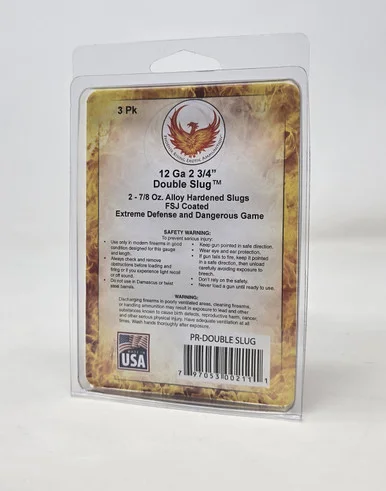 3 Pk
12 Ga 2 3/4”
Double Slug™
2 - 7/8 Oz. Alloy Hardened Slugs
FSJ Coated
Extreme Defense and Dangerous Game
SAFETY WARNING:
To prevent serious injury:
• Use only in modern firearms in good
condition designed for this gauge
and length.
• Always check and remove
obstructions before loading and
firing or if you experience light recoil
or off sound.
• Do not use in Damascus or twist
steel barrels.
• Keep gun pointed in safe direction.
• Wear eye and ear protection.
• If gun fails to fire, keep it pointed
in a safe direction, then unload
carefully avoiding exposure to
breech.
• Don't rely on the safety.
• Never load a gun until ready to use.
WARNING:
Discharging firearms in poorly ventilated areas, cleaning firearms,
or handling ammunition may result in exposure to lead and other
substances known to cause birth defects, reproductive harm, cancer,
and other serious physical injury. Have adequate ventilation at all
times. Wash hands thoroughly after exposure.
PR-DOUBLE SLUG
USA
7 97053 00211 1